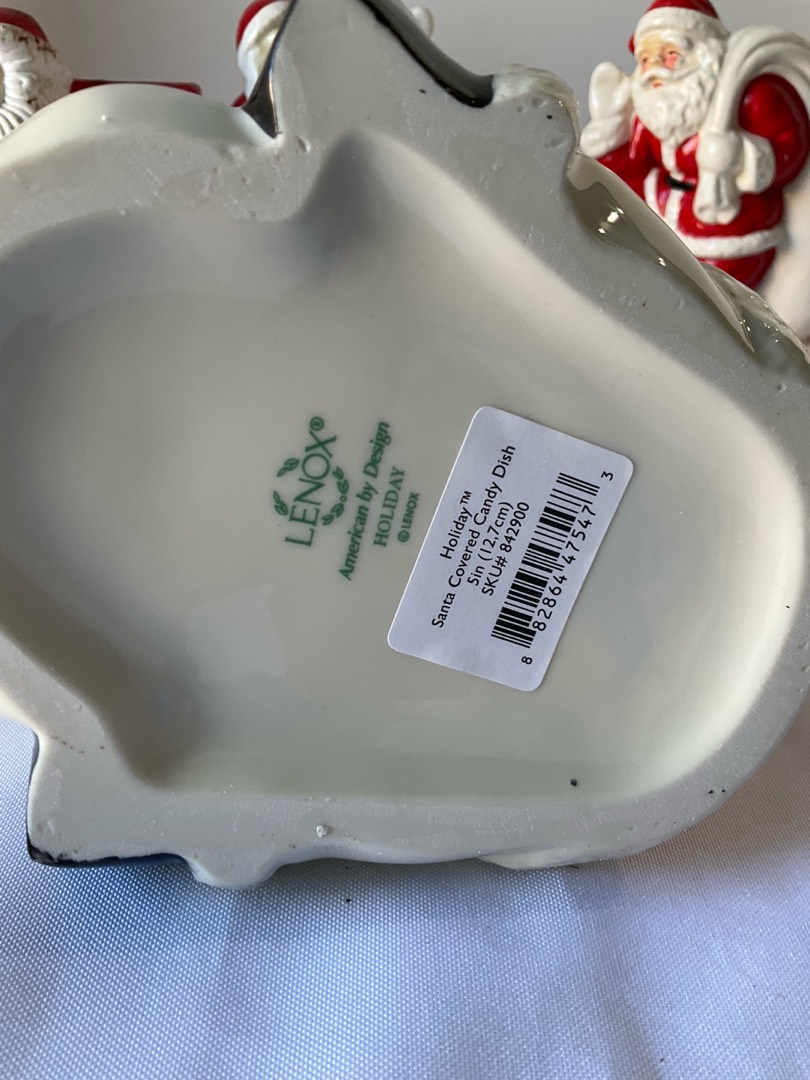 LENOX®
American by Design
HOLIDAY
© LENOX
Holiday™
Santa Covered Candy Dish
5in (12.7cm)
SKU# 842900
8 82864 47547 3